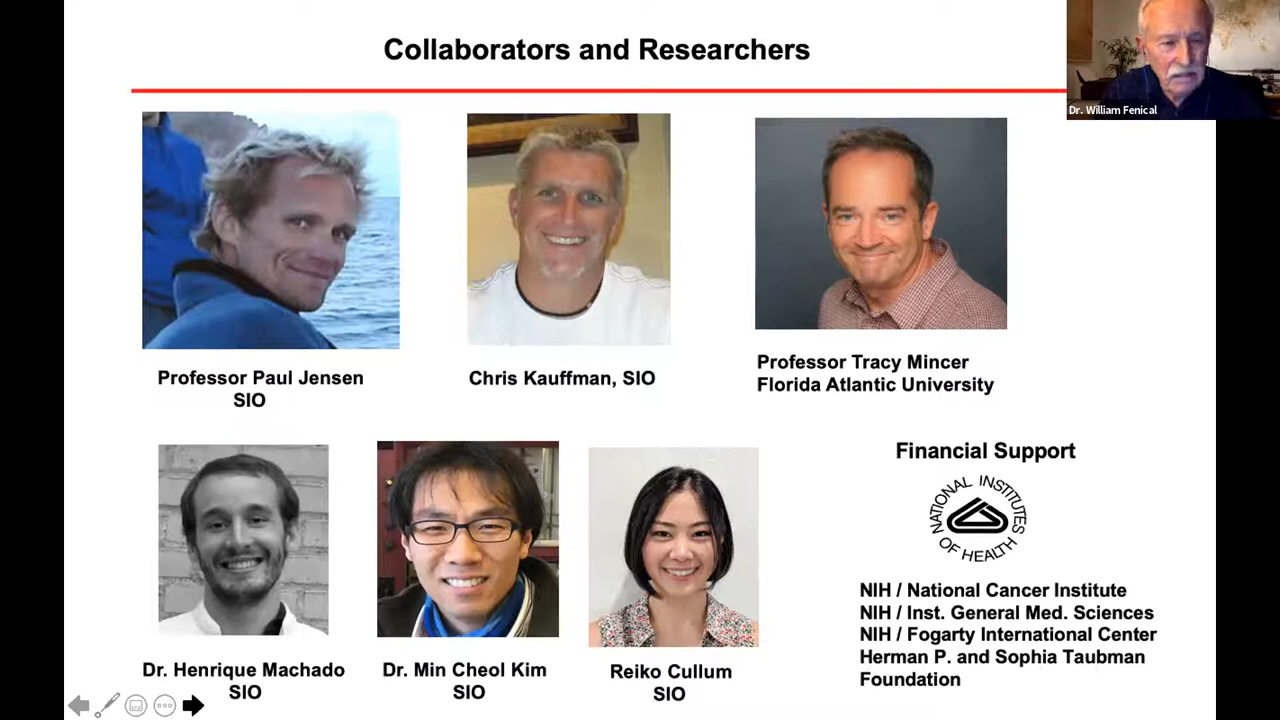 Collaborators and Researchers
Dr. William Fenical
Professor Paul Jensen
SIO
Chris Kauffman, SIO
Professor Tracy Mincer
Florida Atlantic University
Dr. Henrique Machado
SIO
Dr. Min Cheol Kim
SIO
Reiko Cullum
SIO
Financial Support
NATIONAL INSTITUTES
OF HEALTH
NIH / National Cancer Institute
NIH / Inst. General Med. Sciences
NIH / Fogarty International Center
Herman P. and Sophia Taubman
Foundation